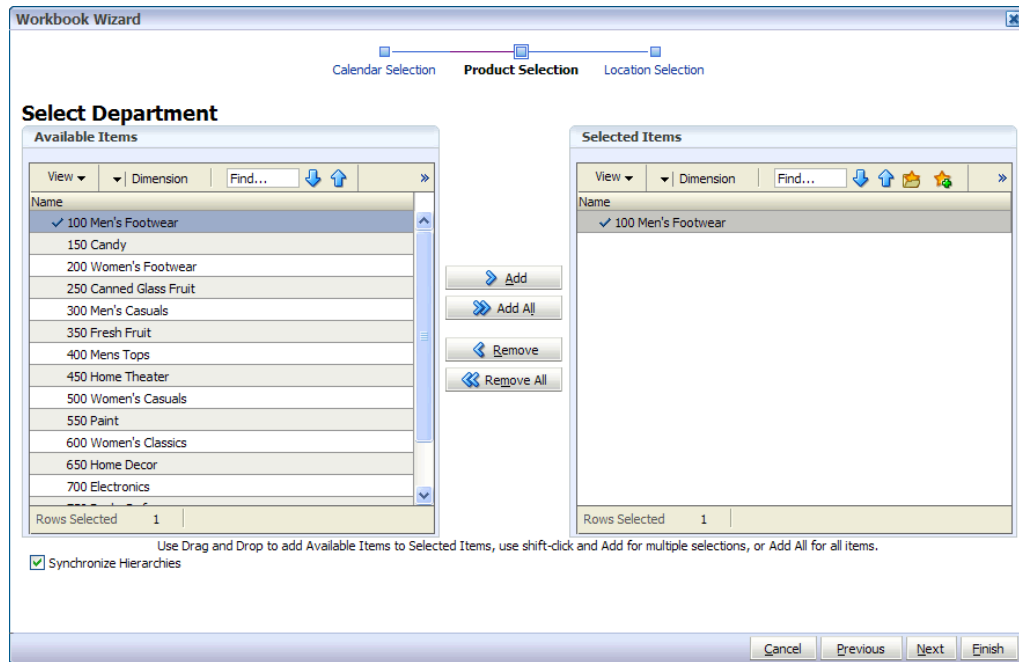 Workbook Wizard
Calendar Selection Product Selection Location Selection
Select Department
Available Items
View Dimension Find... »
Name
100 Men's Footwear
150 Candy
200 Women's Footwear
250 Canned Glass Fruit
300 Men's Casuals
350 Fresh Fruit
400 Mens Tops
450 Home Theater
500 Women's Casuals
550 Paint
600 Women's Classics
650 Home Decor
700 Electronics
Rows Selected 1
Add
Add All
Remove
Remove All
Selected Items
View Dimension Find... »
Name
100 Men's Footwear
Rows Selected 1
Use Drag and Drop to add Available Items to Selected Items, use shift-click and Add for multiple selections, or Add All for all items.
Synchronize Hierarchies
Cancel Previous Next Finish